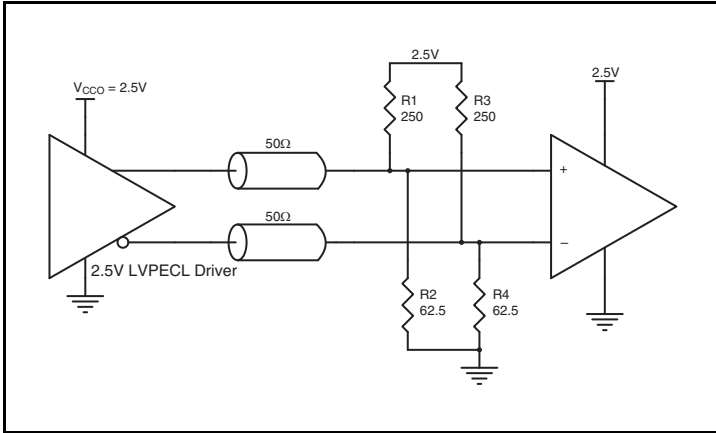 2.5V
V_CCO = 2.5V
2.5V
R1
250
R3
250
50Ω
+
50Ω
−
2.5V LVPECL Driver
R2
62.5
R4
62.5